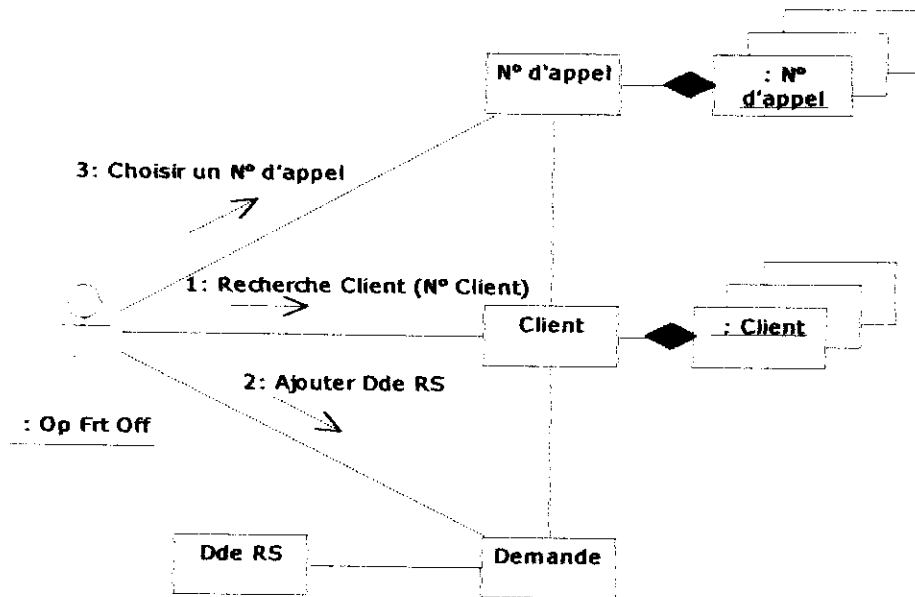 N° d'appel
: N°
d'appel
3: Choisir un N° d'appel
1: Recherche Client (N° Client)
Client
: Client
2: Ajouter Dde RS
: Op Frt Off
Dde RS
Demande